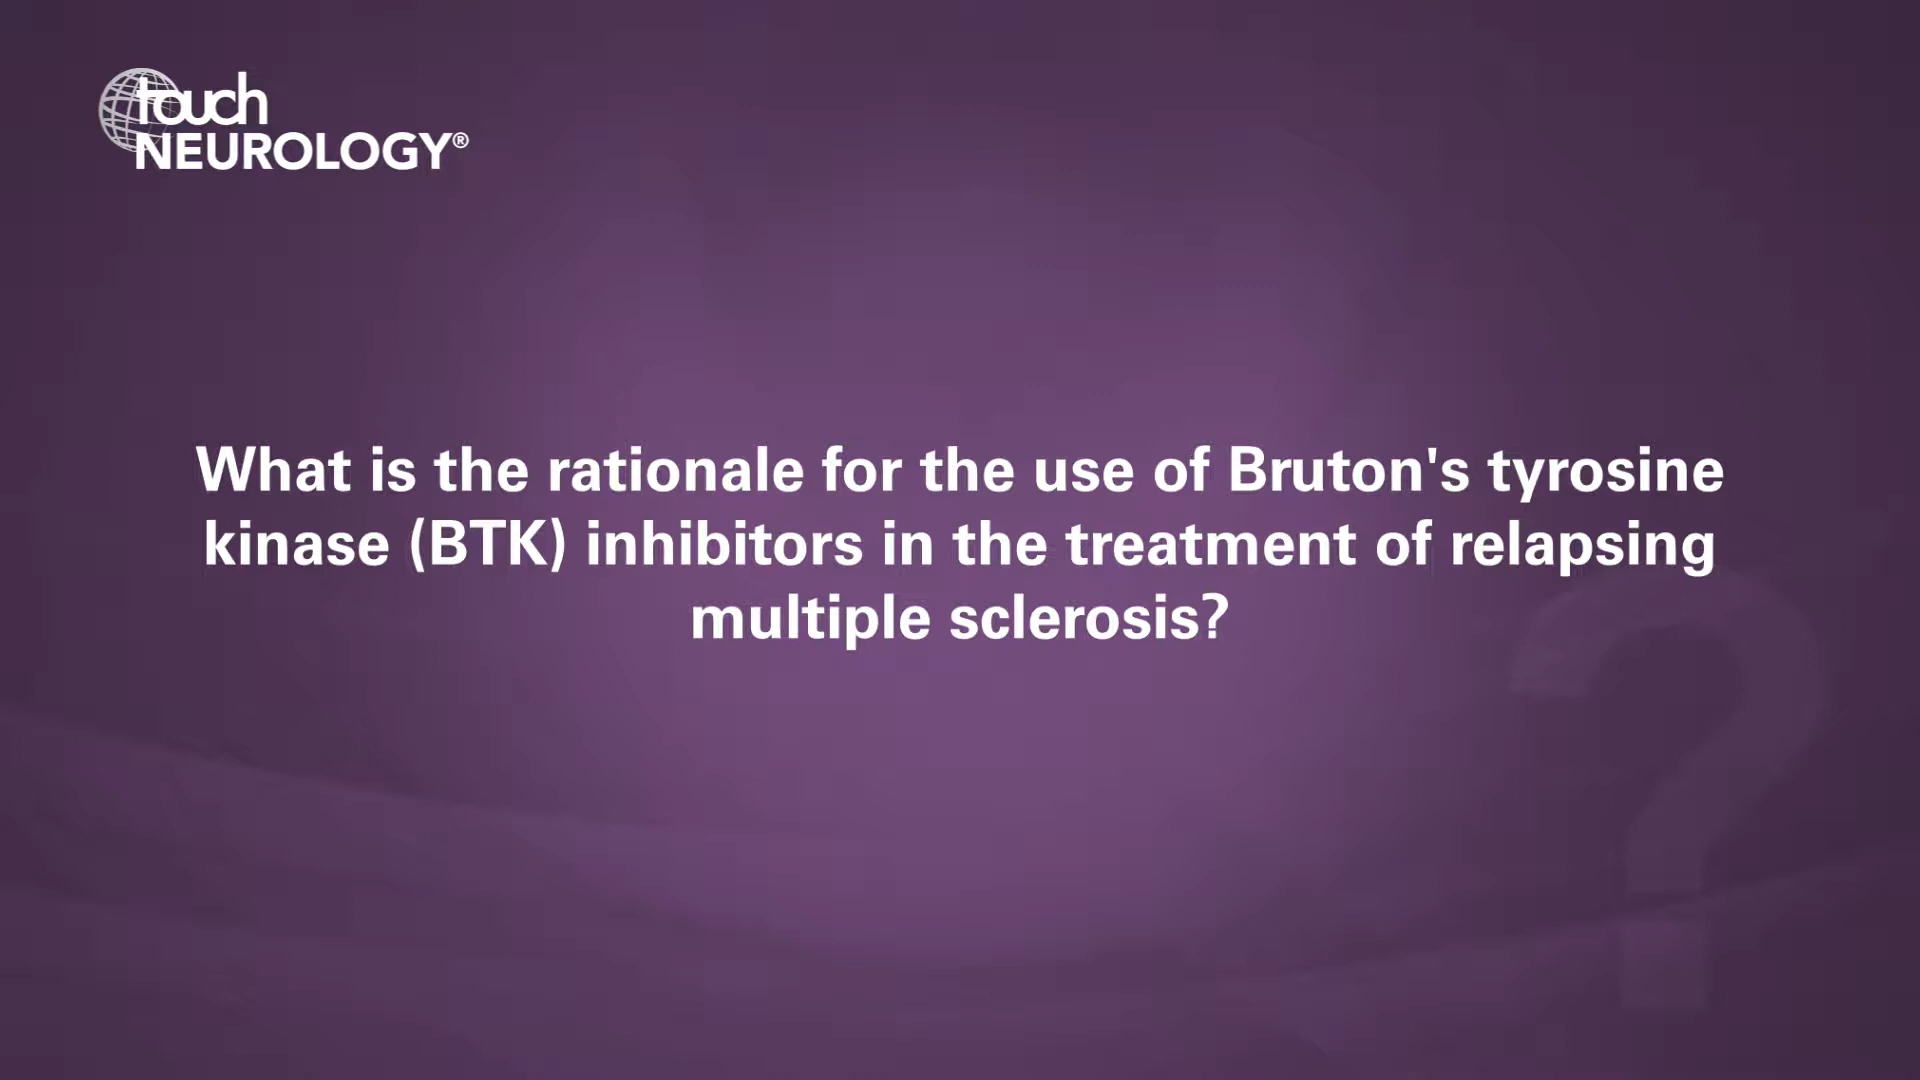 touch
NEUROLOGY®
What is the rationale for the use of Bruton's tyrosine
kinase (BTK) inhibitors in the treatment of relapsing
multiple sclerosis?